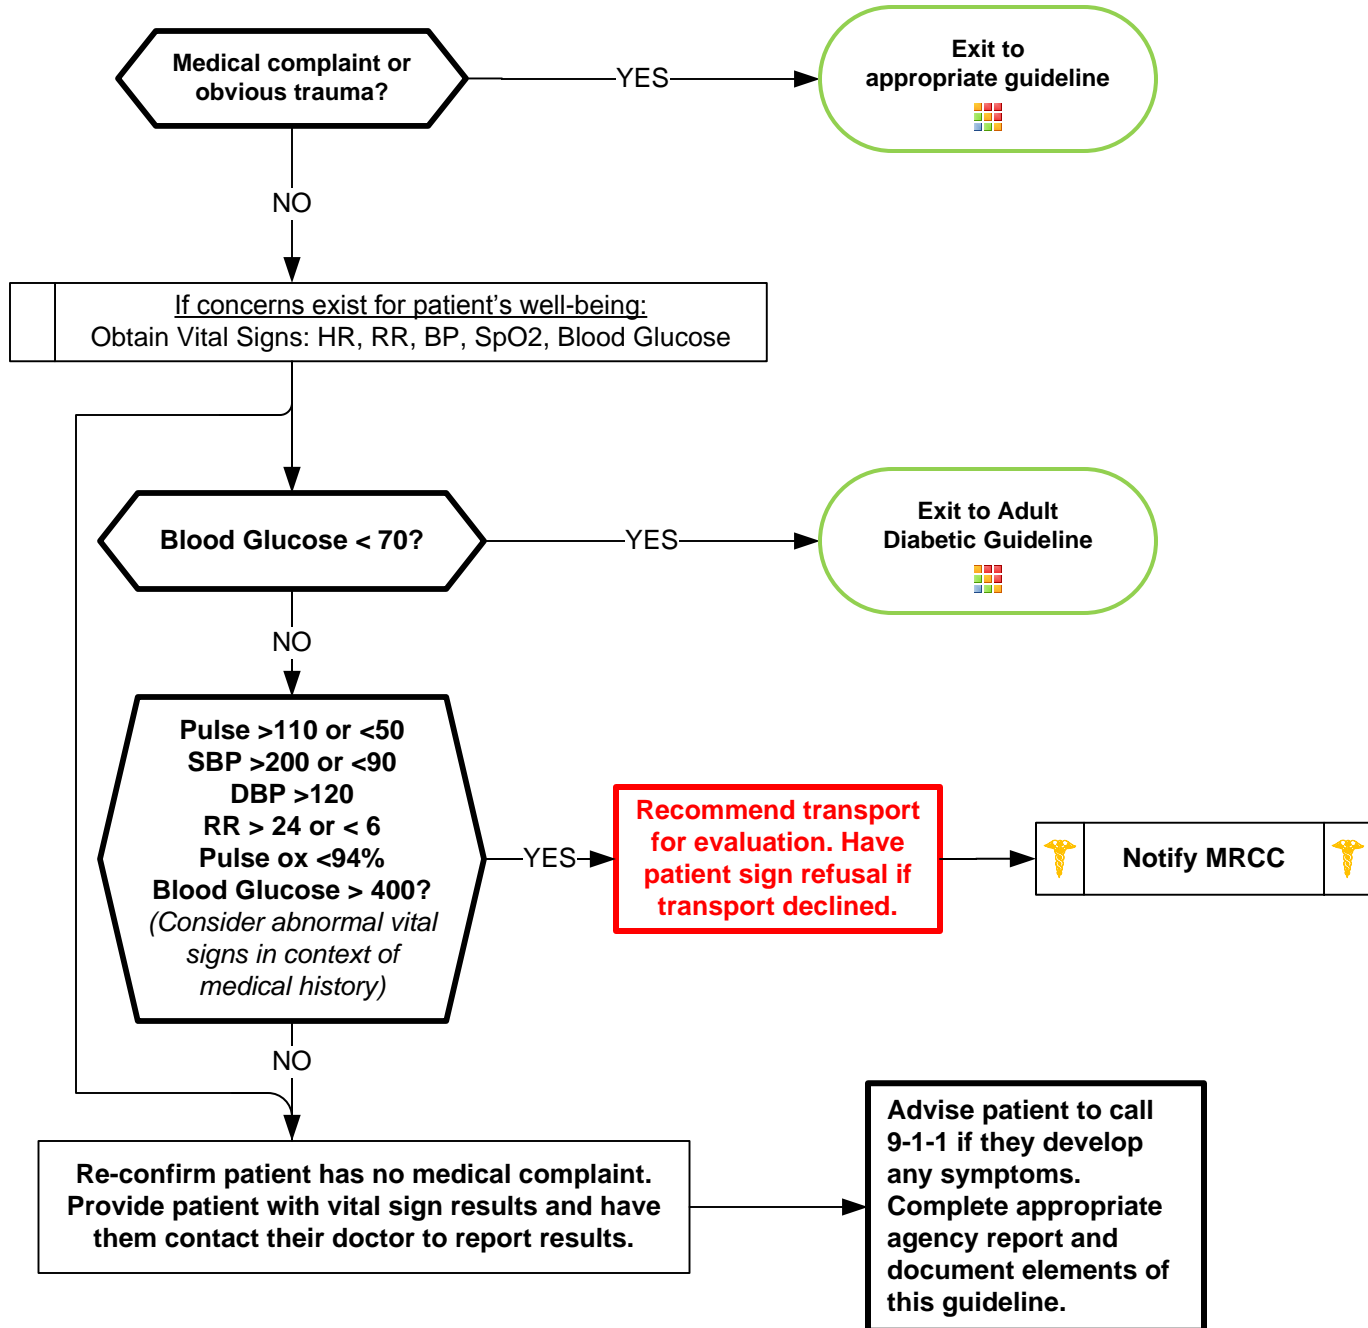 Medical complaint or
obvious trauma?
YES
Exit to
appropriate guideline
NO
If concerns exist for patient’s well-being:
Obtain Vital Signs: HR, RR, BP, SpO2, Blood Glucose
Blood Glucose < 70?
YES
Exit to Adult
Diabetic Guideline
NO
Pulse >110 or <50
SBP >200 or <90
DBP >120
RR > 24 or < 6
Pulse ox <94%
Blood Glucose > 400?
(Consider abnormal vital
signs in context of
medical history)
YES
Recommend transport
for evaluation. Have
patient sign refusal if
transport declined.
Notify MRCC
NO
Re-confirm patient has no medical complaint.
Provide patient with vital sign results and have
them contact their doctor to report results.
Advise patient to call
9-1-1 if they develop
any symptoms.
Complete appropriate
agency report and
document elements of
this guideline.